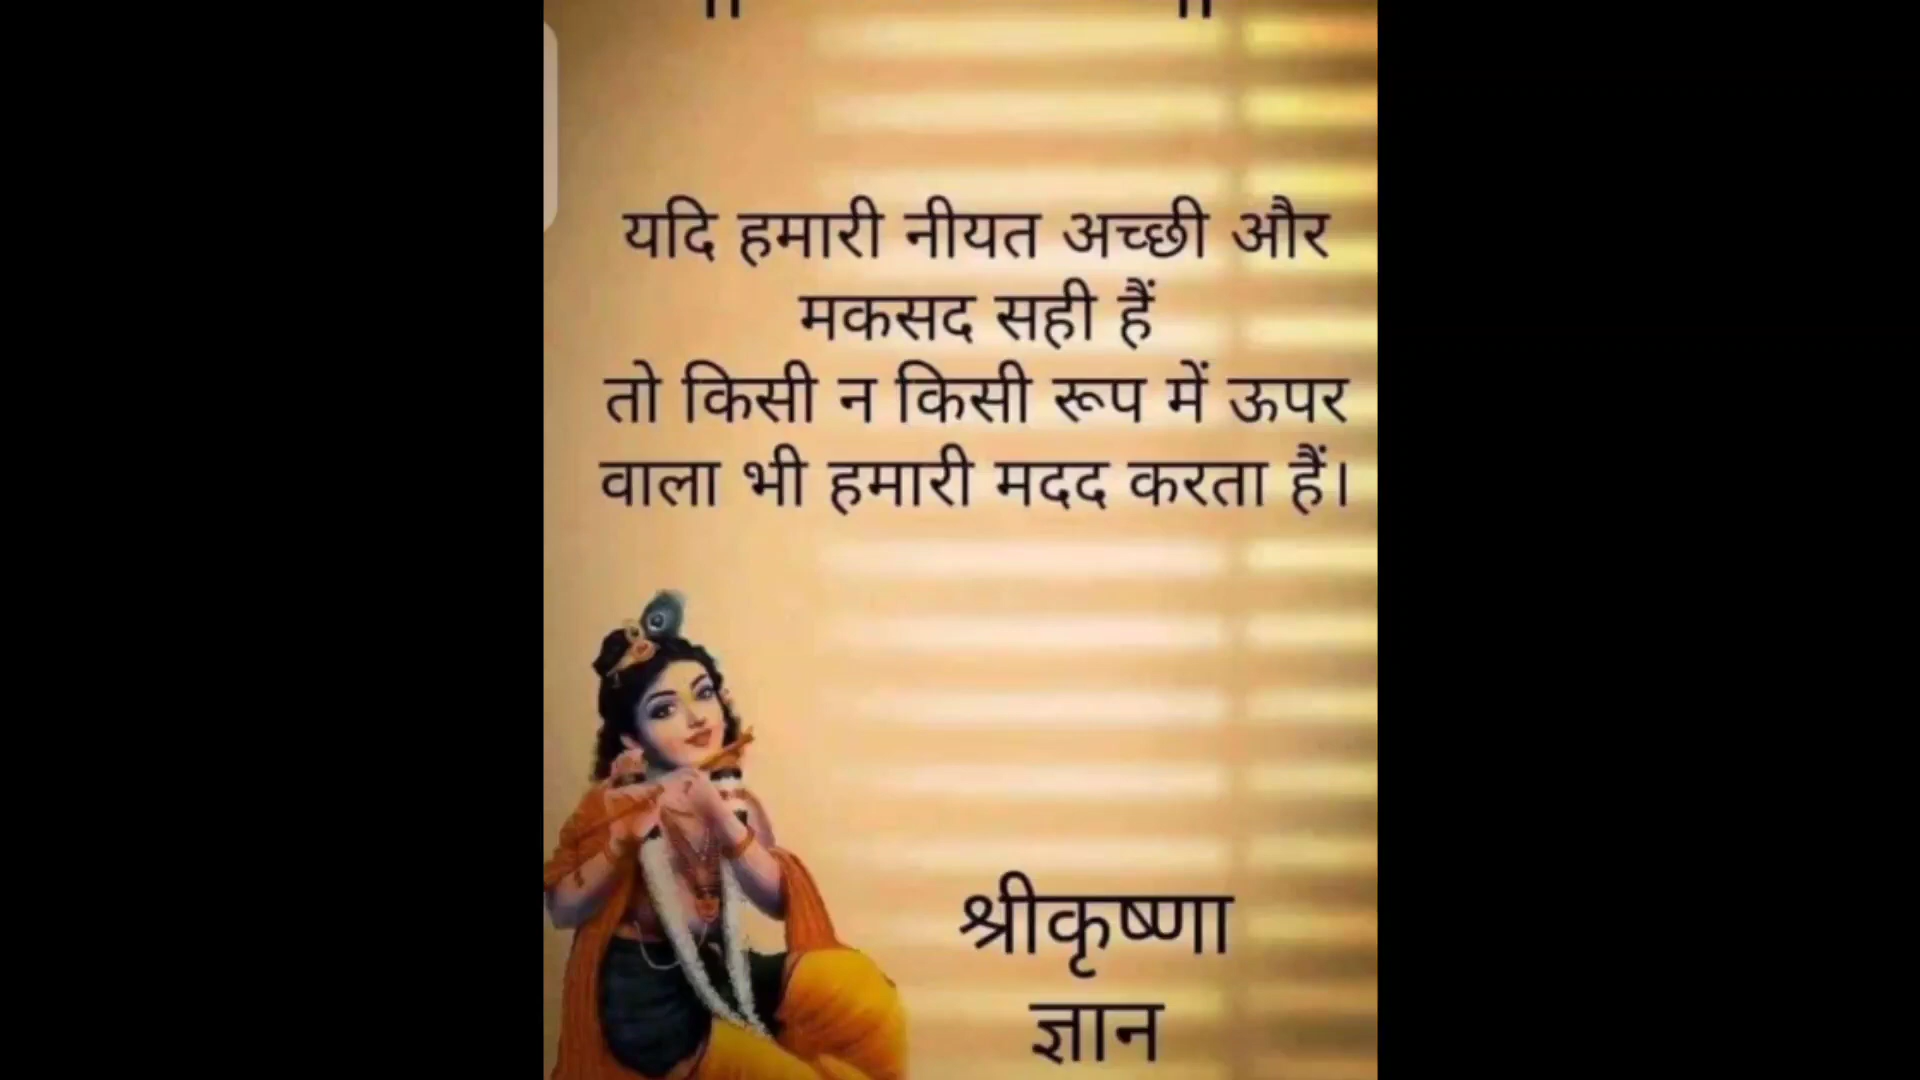 यदि हमारी नीयत अच्छी और
मकसद सही हैं
तो किसी न किसी रूप में ऊपर
वाला भी हमारी मदद करता हैं।
श्रीकृष्णा
ज्ञान